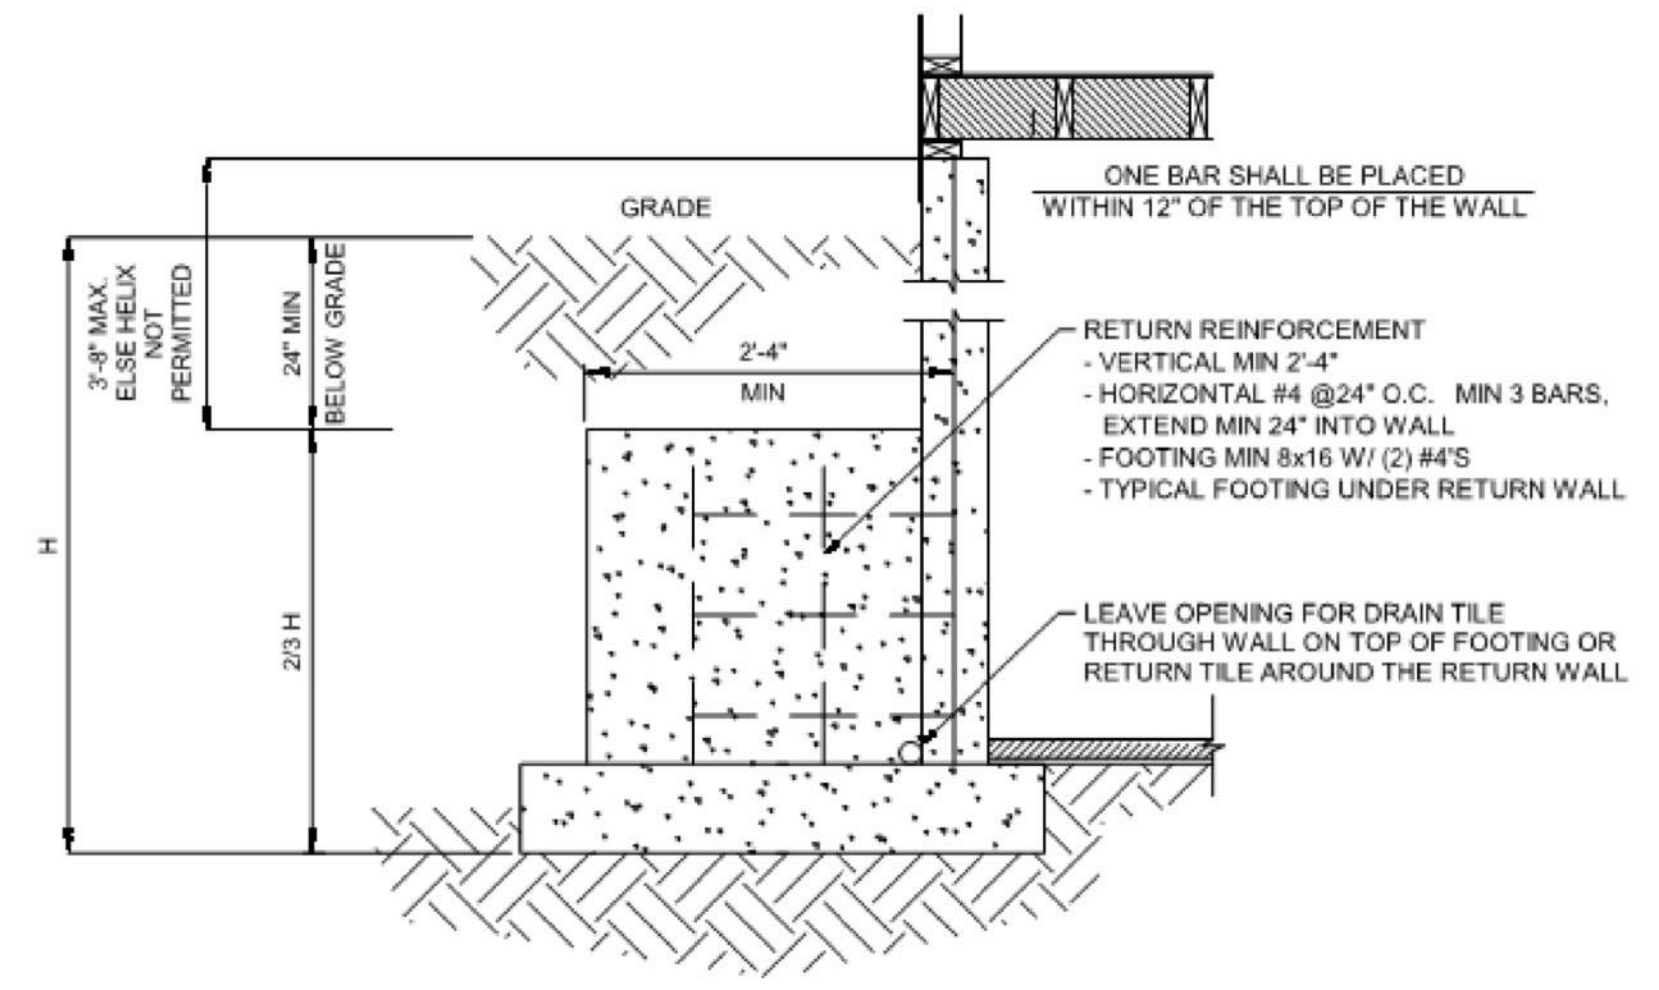 ONE BAR SHALL BE PLACED
WITHIN 12" OF THE TOP OF THE WALL
GRADE
3'-8" MAX.
ELSE HELIX
NOT
PERMITTED
24" MIN
BELOW GRADE
2'-4"
MIN
RETURN REINFORCEMENT
- VERTICAL MIN 2'-4"
- HORIZONTAL #4 @24" O.C. MIN 3 BARS,
EXTEND MIN 24" INTO WALL
- FOOTING MIN 8x16 W/ (2) #4'S
- TYPICAL FOOTING UNDER RETURN WALL
H
2/3 H
LEAVE OPENING FOR DRAIN TILE
THROUGH WALL ON TOP OF FOOTING OR
RETURN TILE AROUND THE RETURN WALL